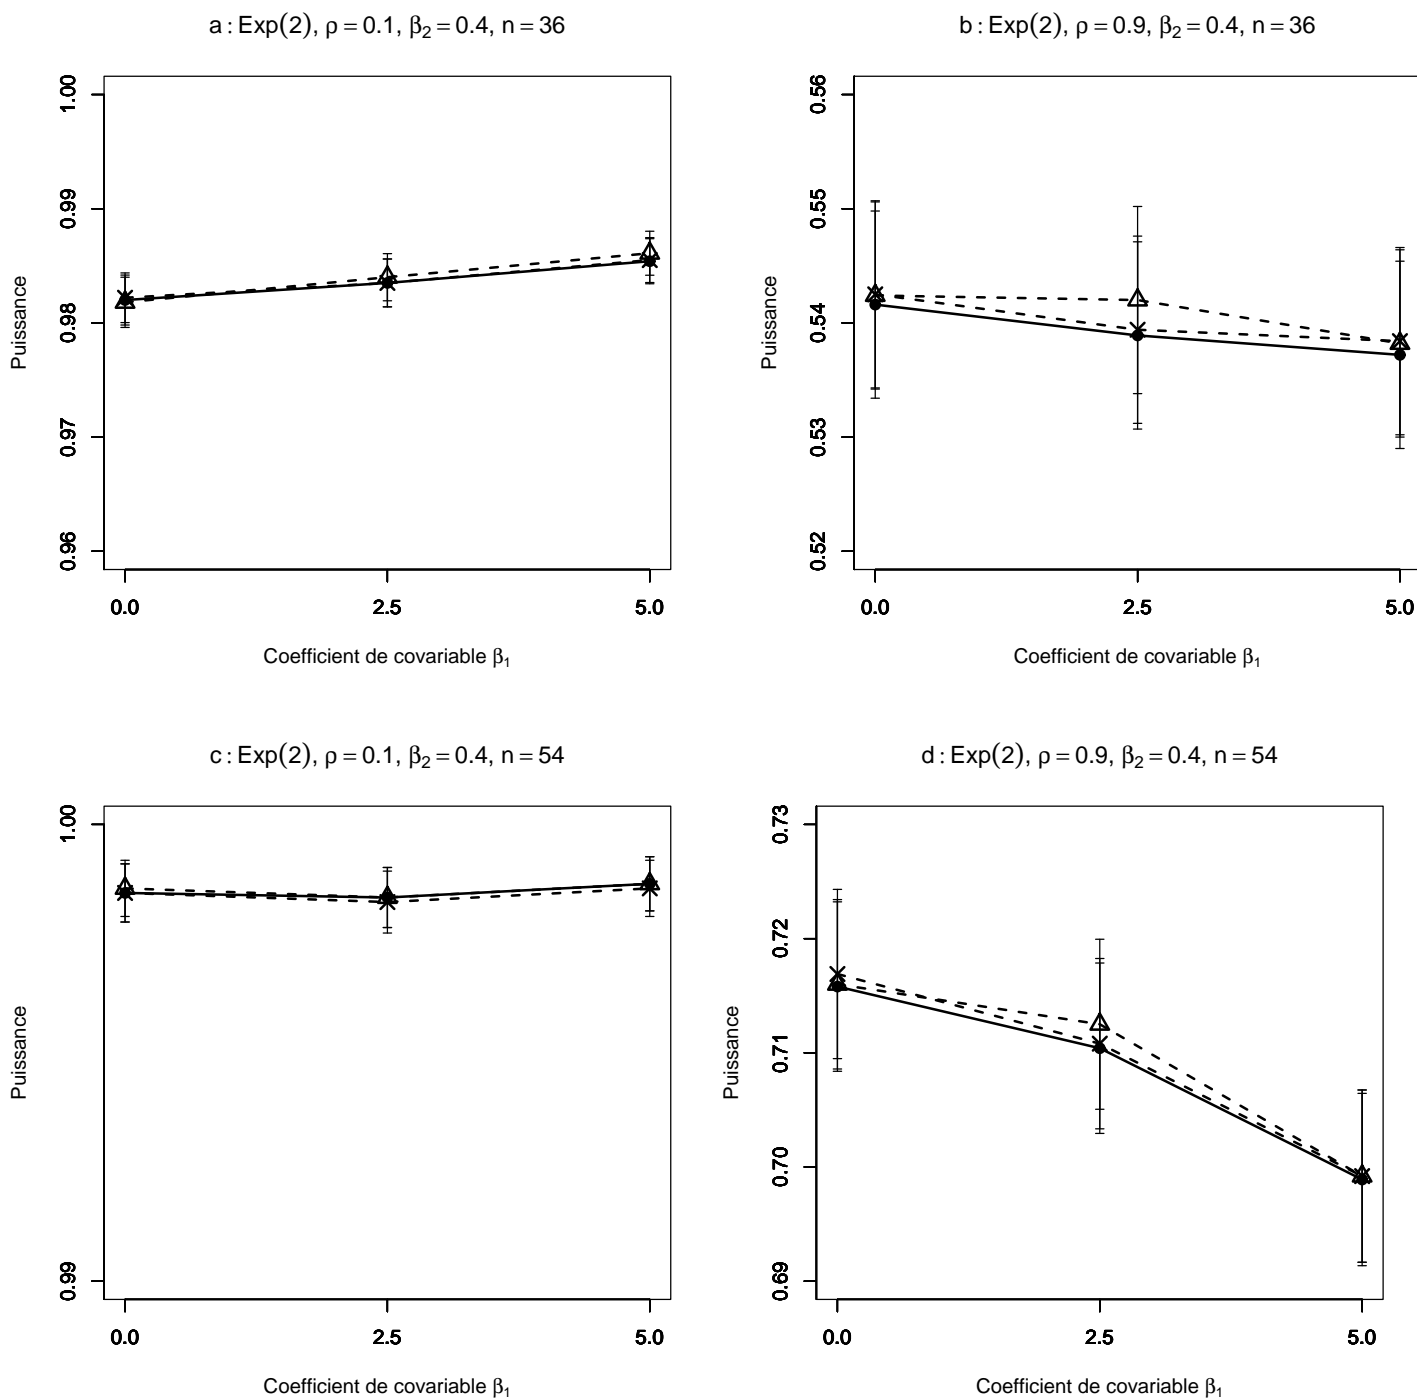 a : Exp(2), ρ = 0.1, β₂ = 0.4, n = 36
1.00
0.99
0.98
0.97
0.96
Puissance
0.0 2.5 5.0
Coefficient de covariable β₁
b : Exp(2), ρ = 0.9, β₂ = 0.4, n = 36
0.56
0.55
0.54
0.53
0.52
Puissance
0.0 2.5 5.0
Coefficient de covariable β₁
c : Exp(2), ρ = 0.1, β₂ = 0.4, n = 54
1.00
0.99
Puissance
0.0 2.5 5.0
Coefficient de covariable β₁
d : Exp(2), ρ = 0.9, β₂ = 0.4, n = 54
0.73
0.72
0.71
0.70
0.69
Puissance
0.0 2.5 5.0
Coefficient de covariable β₁